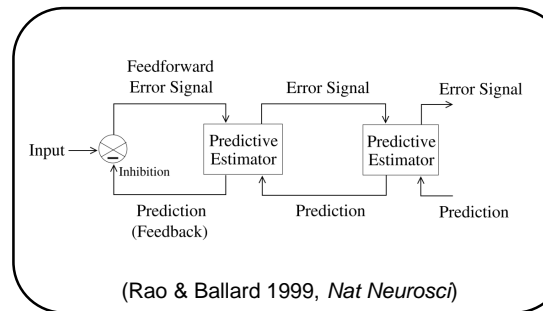 Feedforward
Error Signal
Error Signal
Error Signal
Input
Inhibition
Predictive
Estimator
Predictive
Estimator
Prediction
(Feedback)
Prediction
Prediction
(Rao & Ballard 1999, Nat Neurosci)